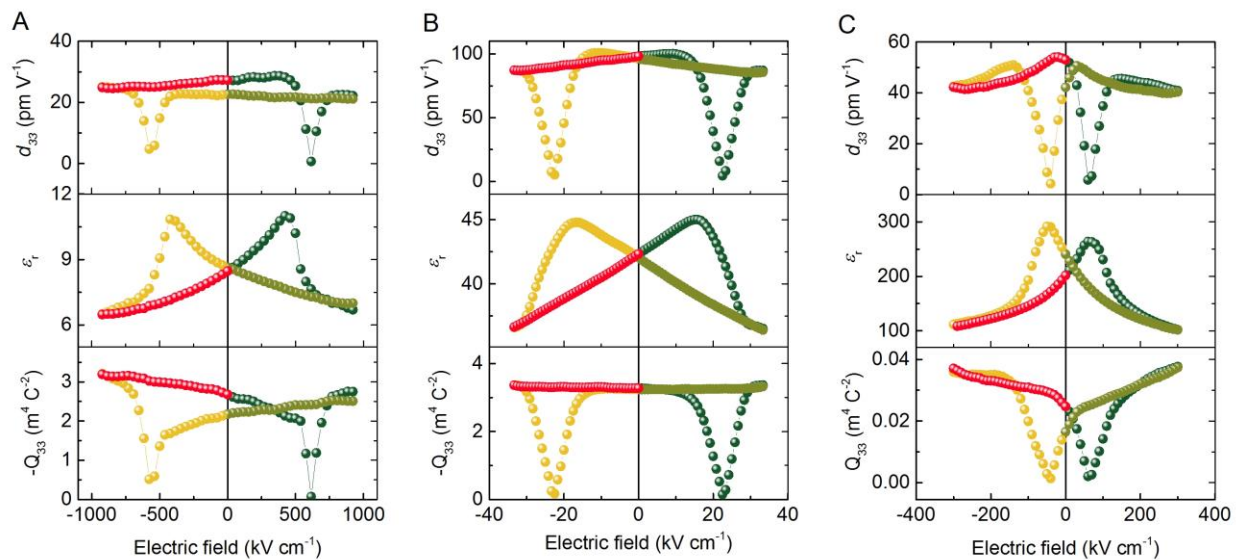 A
B
C
d33 (pm V-1)
40
20
0
εr
12
9
6
-Q33 (m4 C-2)
3
2
1
0
-1000 -500 0 500 1000
Electric field (kV cm-1)
d33 (pm V-1)
100
50
0
εr
45
42
39
-Q33 (m4 C-2)
4
3
2
1
0
-40 -20 0 20 40
Electric field (kV cm-1)
d33 (pm V-1)
60
40
20
0
εr
300
200
100
Q33 (m4 C-2)
0.04
0.02
0.00
-400 -200 0 200 400
Electric field (kV cm-1)